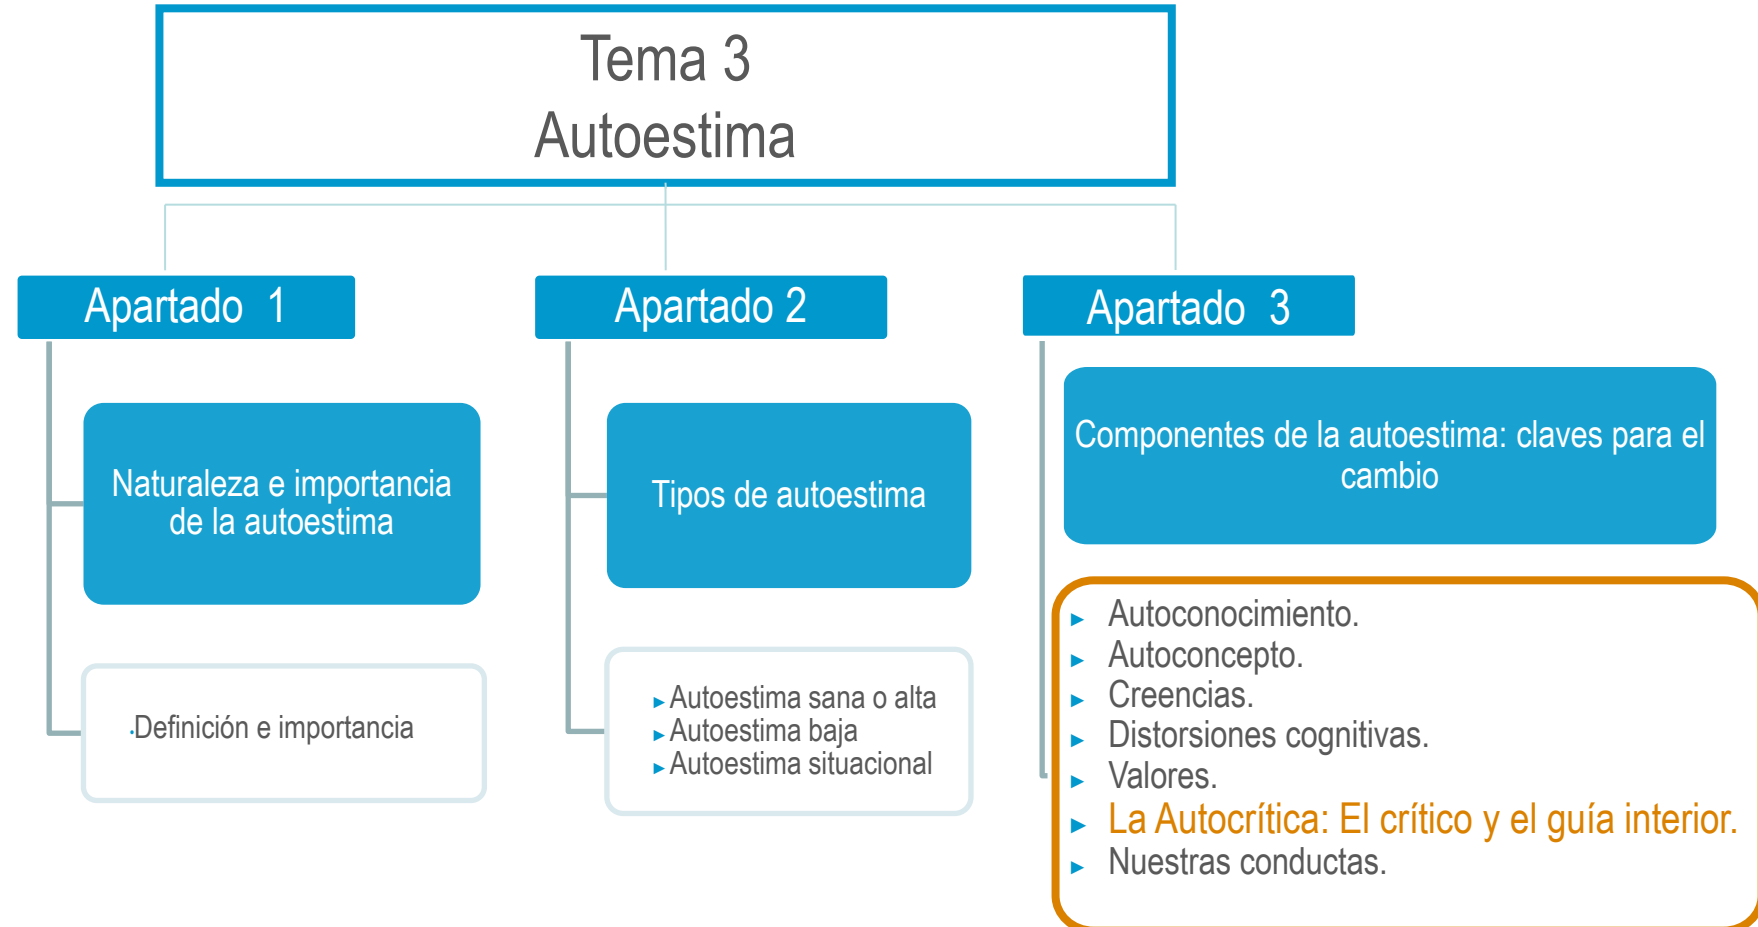 Tema 3
Autoestima
Apartado 1
Naturaleza e importancia
de la autoestima
Definición e importancia
Apartado 2
Tipos de autoestima
Autoestima sana o alta
Autoestima baja
Autoestima situacional
Apartado 3
Componentes de la autoestima: claves para el
cambio
Autoconocimiento.
Autoconcepto.
Creencias.
Distorsiones cognitivas.
Valores.
La Autocrítica: El crítico y el guía interior.
Nuestras conductas.